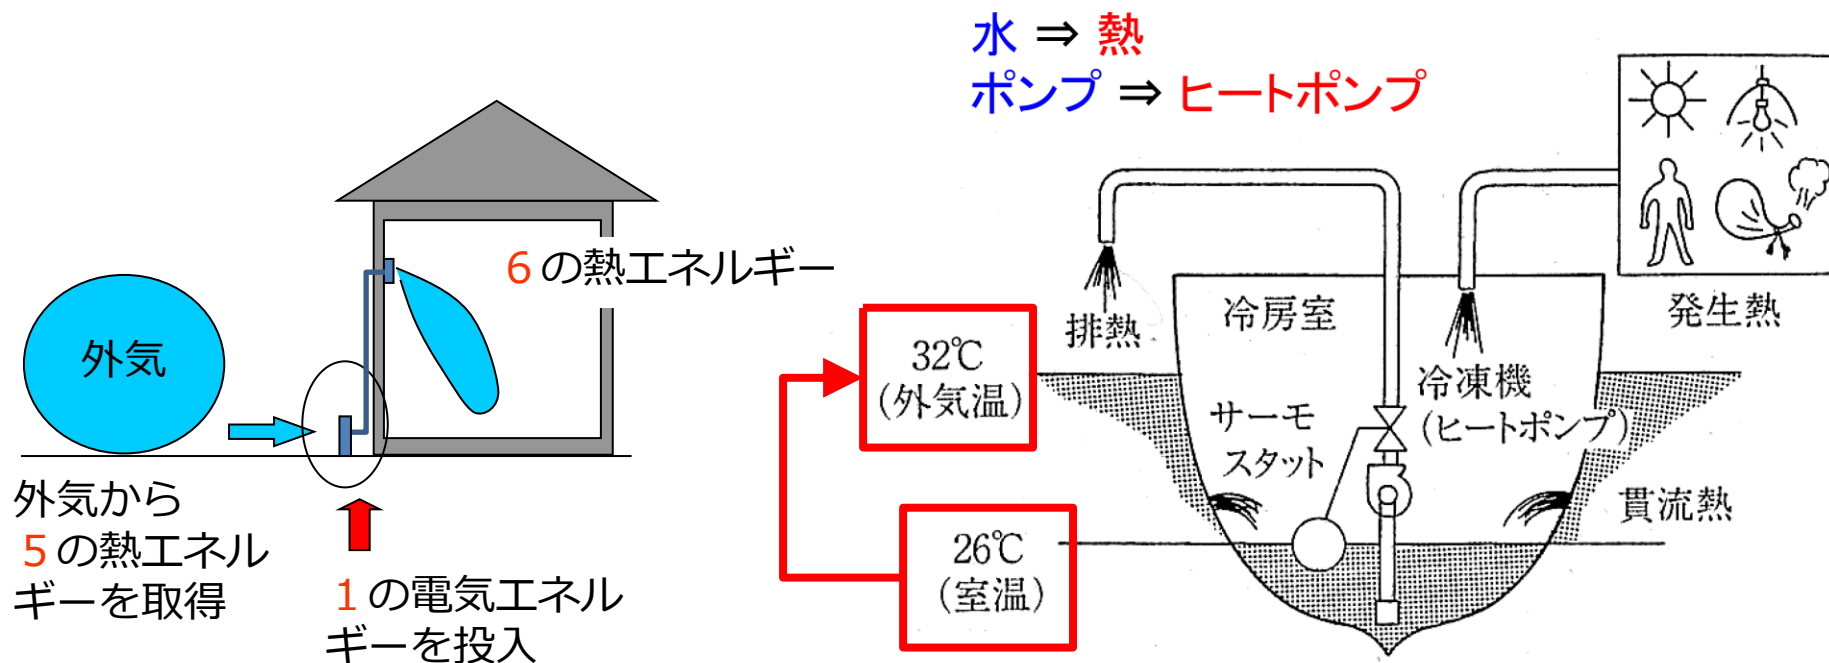 水 ⇒ 熱
ポンプ ⇒ ヒートポンプ
6の熱エネルギー
外気
外気から
5の熱エネル
ギーを取得
1の電気エネル
ギーを投入
32℃
(外気温)
26℃
(室温)
排熱
冷房室
発生熱
冷凍機
(ヒートポンプ)
サーモ
スタット
貫流熱